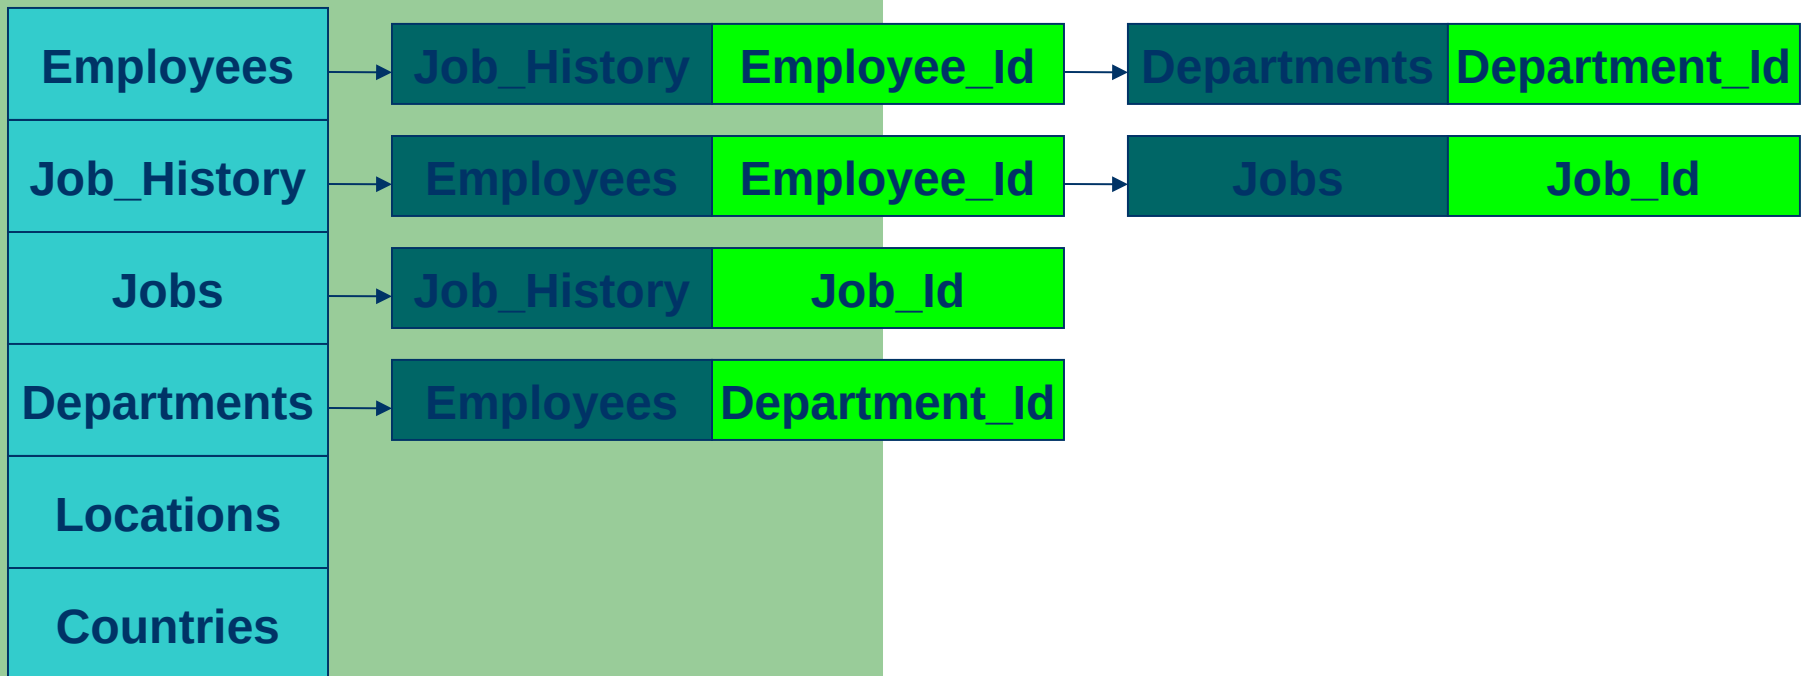 Employees Job_History Employee_Id Departments Department_Id
Job_History Employees Employee_Id Jobs Job_Id
Jobs Job_History Job_Id
Departments Employees Department_Id
Locations
Countries